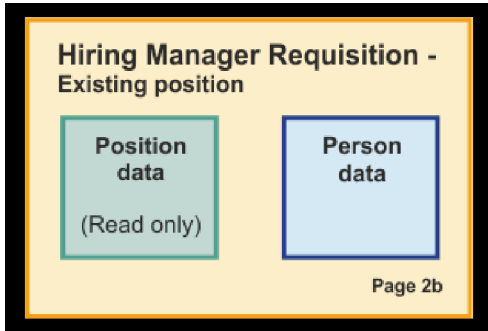 Hiring Manager Requisition -
Existing position
Position
data
(Read only)
Person
data
Page 2b